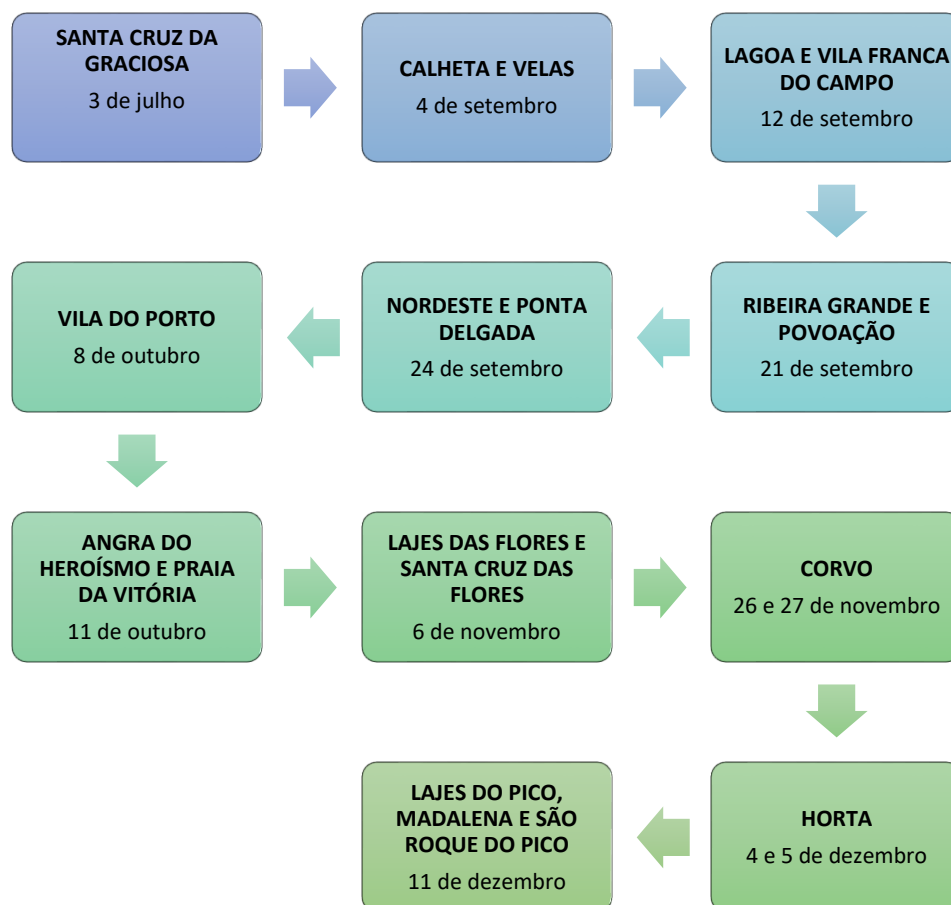 SANTA CRUZ DA
GRACIOSA
3 de julho
CALHETA E VELAS
4 de setembro
LAGOA E VILA FRANCA
DO CAMPO
12 de setembro
RIBEIRA GRANDE E
POVOAÇÃO
21 de setembro
NORDESTE E PONTA
DELGADA
24 de setembro
VILA DO PORTO
8 de outubro
ANGRA DO
HEROÍSMO E PRAIA
DA VITÓRIA
11 de outubro
LAJES DAS FLORES E
SANTA CRUZ DAS
FLORES
6 de novembro
CORVO
26 e 27 de novembro
HORTA
4 e 5 de dezembro
LAJES DO PICO,
MADALENA E SÃO
ROQUE DO PICO
11 de dezembro